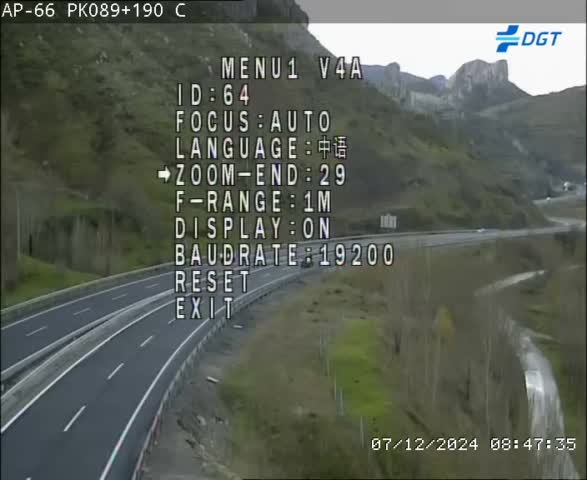 AP-66 PK089+190 C
DGT
MENU1 V4A
ID:64
FOCUS:AUTO
LANGUAGE:中语
ZOOM-END:29
F-RANGE:1M
DISPLAY:ON
BAUDRATE:19200
RESET
EXIT
07/12/2024 08:47:35